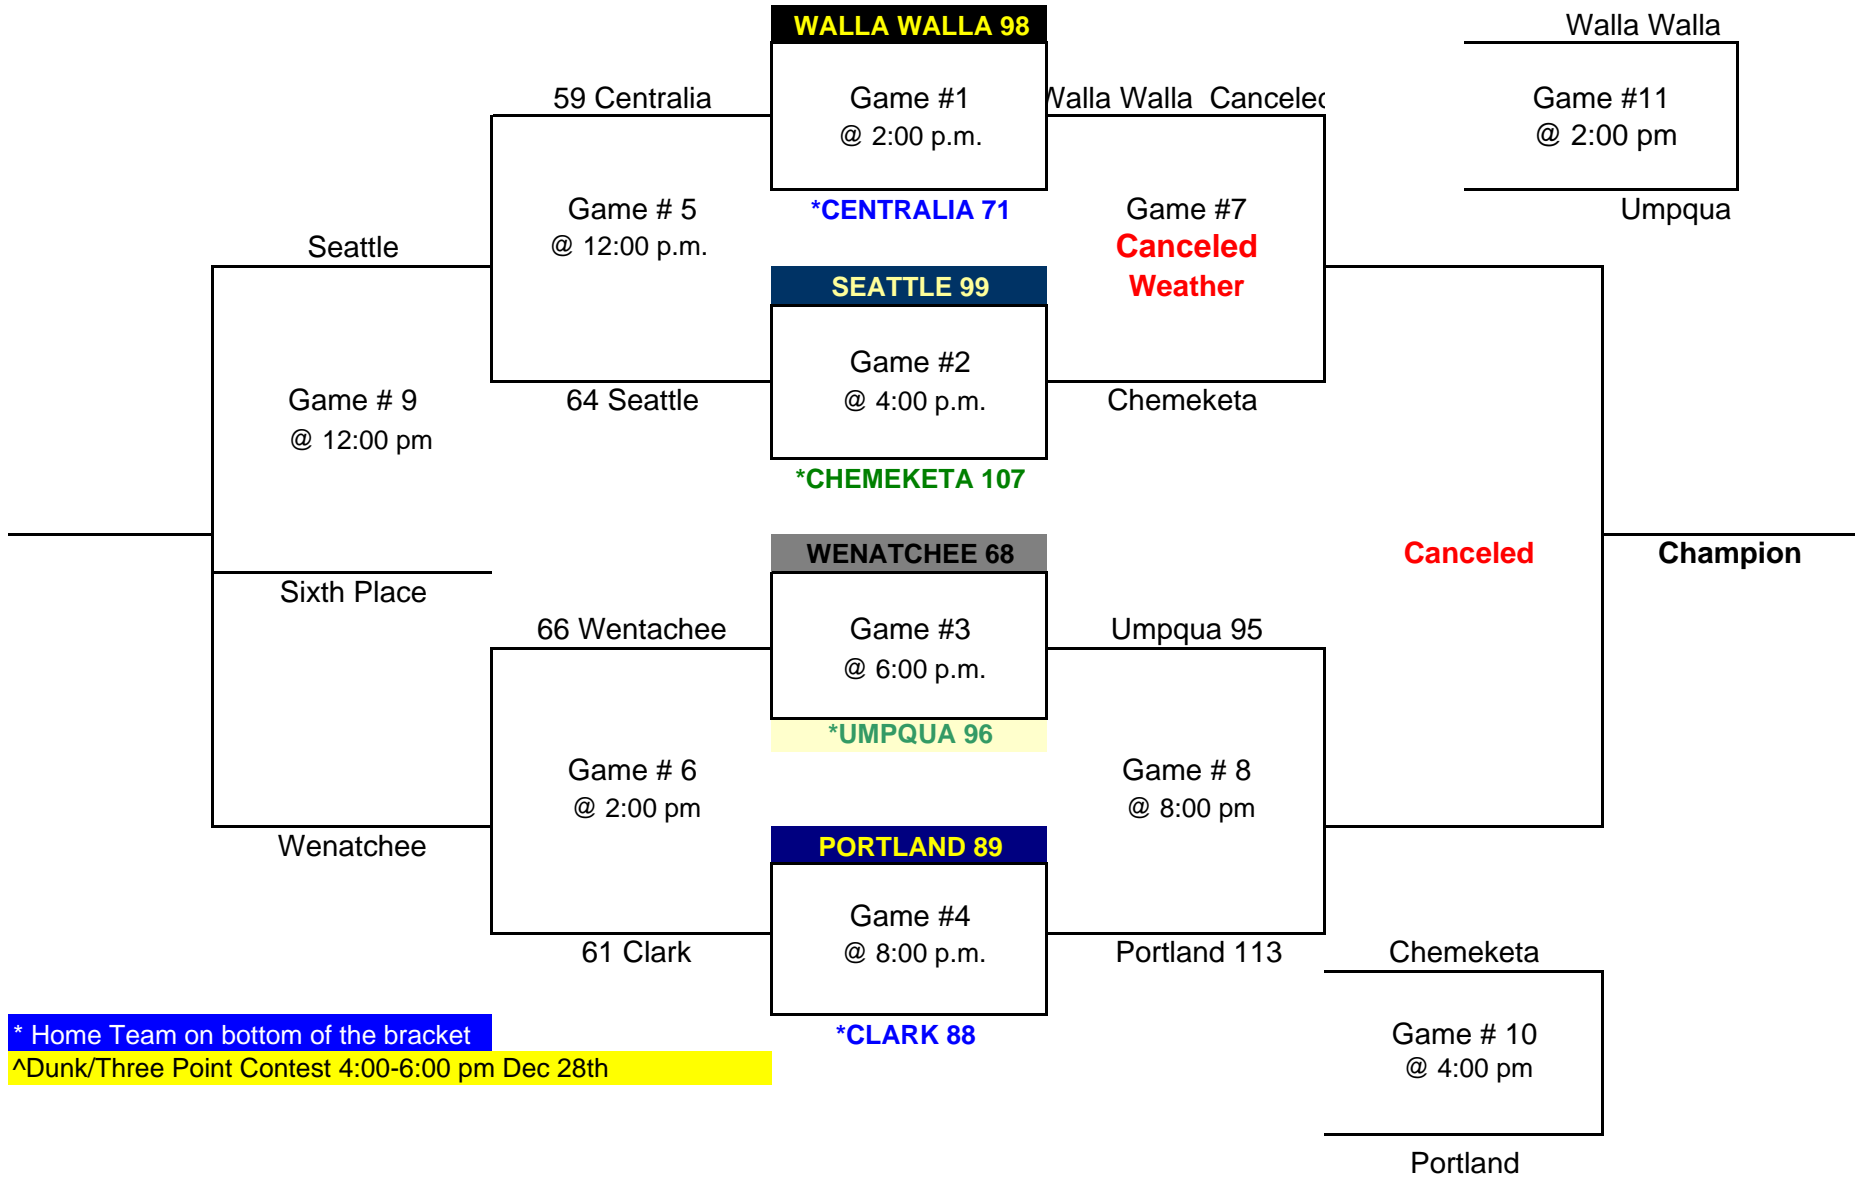 WALLA WALLA 98
Walla Walla
59 Centralia
Game #1
Walla Walla  Canceled
Game #11
@ 2:00 p.m.
@ 2:00 pm
Game # 5
*CENTRALIA 71
Game #7
Umpqua
Seattle
@ 12:00 p.m.
Canceled
SEATTLE 99
Weather
Game #2
Game # 9
64 Seattle
@ 4:00 p.m.
Chemeketa
@ 12:00 pm
*CHEMEKETA 107
WENATCHEE 68
Canceled
Champion
Sixth Place
66 Wentachee
Game #3
Umpqua 95
@ 6:00 p.m.
*UMPQUA 96
Game # 6
Game # 8
@ 2:00 pm
@ 8:00 pm
Wenatchee
PORTLAND 89
Game #4
61 Clark
@ 8:00 p.m.
Portland 113
Chemeketa
* Home Team on bottom of the bracket
*CLARK 88
Game # 10
^Dunk/Three Point Contest 4:00-6:00 pm Dec 28th
@ 4:00 pm
Portland